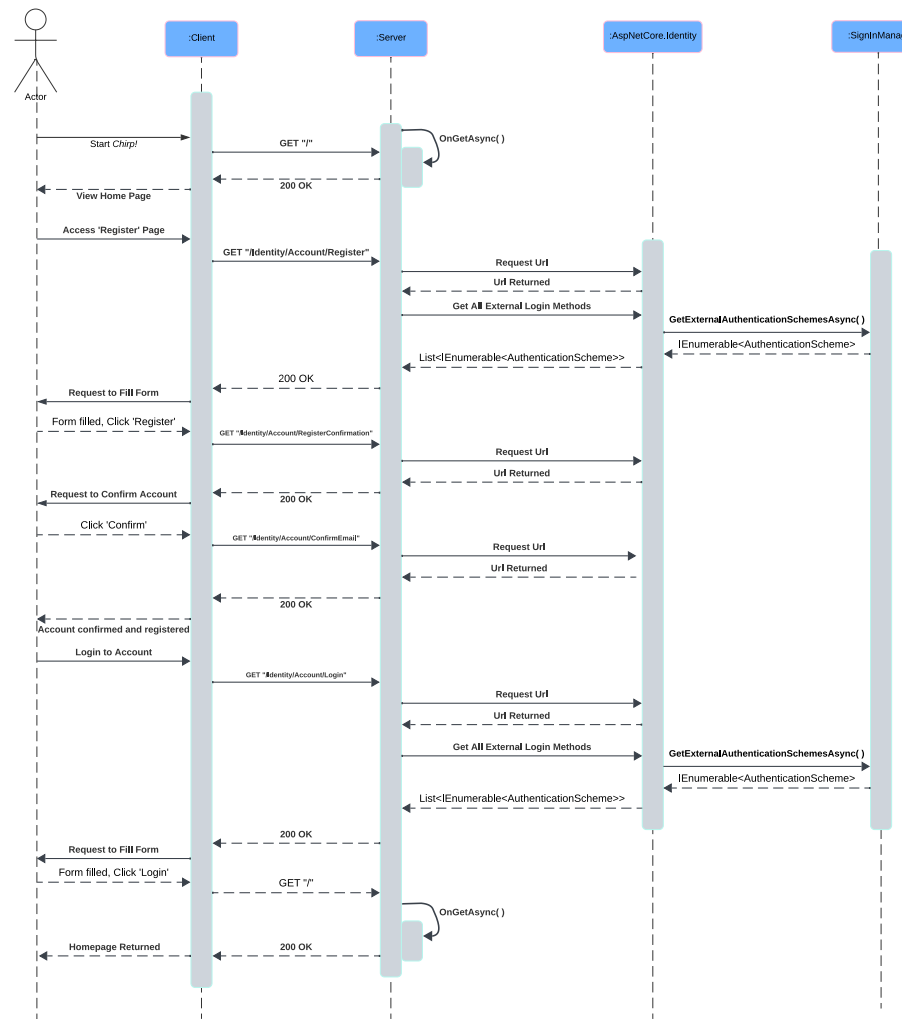 :Client
:Server
:AspNetCore.Identity
:SignInManag
Actor
Start Chirp!
GET "/"
OnGetAsync( )
200 OK
View Home Page
Access 'Register' Page
GET "/Identity/Account/Register"
Request Url
Url Returned
Get All External Login Methods
GetExternalAuthenticationSchemesAsync( )
IEnumerable<AuthenticationScheme>
List<IEnumerable<AuthenticationScheme>>
200 OK
Request to Fill Form
Form filled, Click 'Register'
GET "/Identity/Account/RegisterConfirmation"
Request Url
Url Returned
200 OK
Request to Confirm Account
Click 'Confirm'
GET "/Identity/Account/ConfirmEmail"
Request Url
Url Returned
200 OK
Account confirmed and registered
Login to Account
GET "/Identity/Account/Login"
Request Url
Url Returned
Get All External Login Methods
GetExternalAuthenticationSchemesAsync( )
IEnumerable<AuthenticationScheme>
List<IEnumerable<AuthenticationScheme>>
200 OK
Request to Fill Form
Form filled, Click 'Login'
GET "/"
OnGetAsync( )
200 OK
Homepage Returned